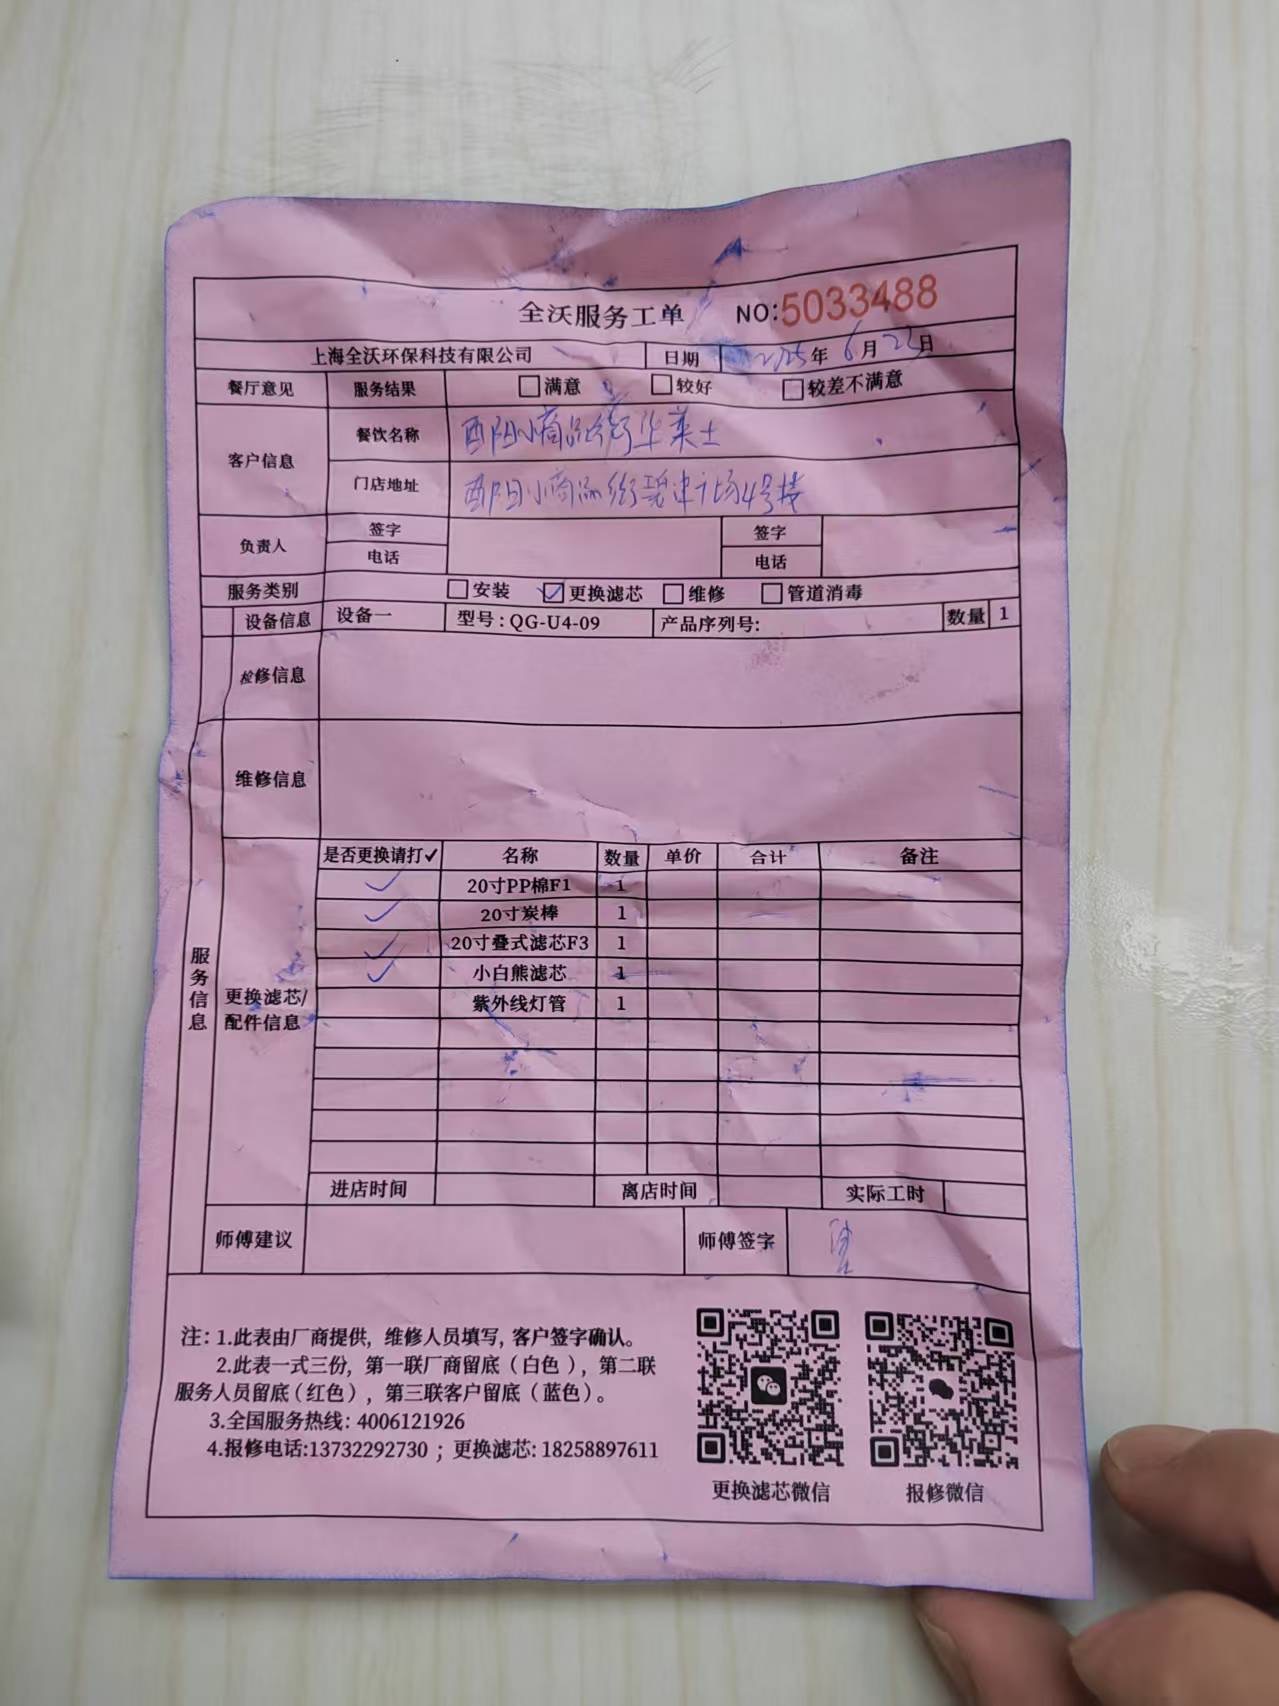 全沃服务工单 NO:5033488
上海全沃环保科技有限公司 日期 2025年6月22日
餐厅意见 服务结果 满意 较好 较差不满意
客户信息 餐饮名称 酉阳小商品街华莱士
门店地址 酉阳小商品街碧津广场4号楼
负责人 签字 签字
电话 电话
服务类别 安装 ✓更换滤芯 维修 管道消毒
设备信息 设备一 型号：QG-U4-09 产品序列号: 数量 1
检修信息
维修信息
服务信息
更换滤芯/配件信息
是否更换请打✓ 名称 数量 单价 合计 备注
✓ 20寸PP棉F1 1
✓ 20寸炭棒 1
✓ 20寸叠式滤芯F3 1
✓ 小白熊滤芯 1
紫外线灯管 1
进店时间 离店时间 实际工时
师傅建议 师傅签字
注：1.此表由厂商提供，维修人员填写，客户签字确认。
2.此表一式三份，第一联厂商留底（白色），第二联
服务人员留底（红色），第三联客户留底（蓝色）。
3.全国服务热线：4006121926
4.报修电话:13732292730；更换滤芯: 18258897611
更换滤芯微信 报修微信